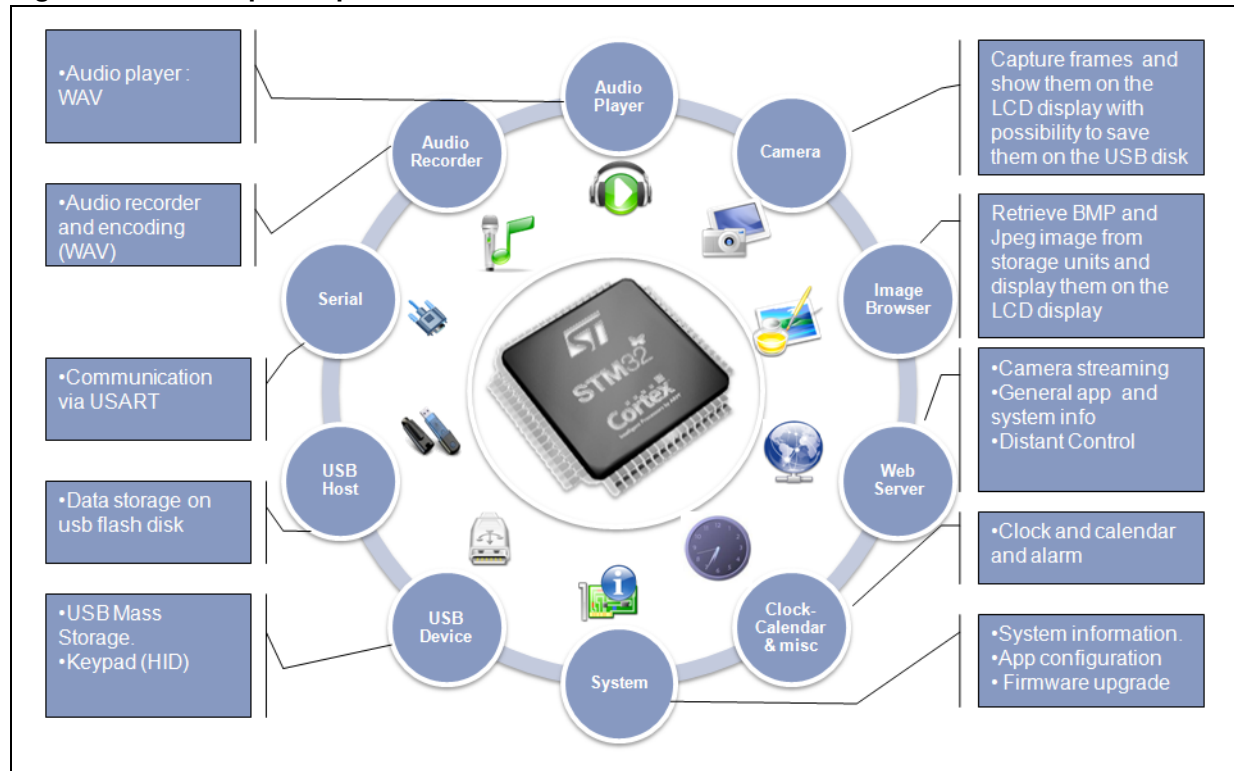 •Audio player :
WAV
•Audio recorder
and encoding
(WAV)
•Communication
via USART
•Data storage on
usb flash disk
•USB Mass
Storage.
•Keypad (HID)
Audio
Player
Audio
Recorder
Camera
Serial
Image
Browser
USB
Host
Web
Server
USB
Device
Clock-
Calendar
& misc
System
ST
STM32
Cortex
Capture frames and
show them on the
LCD display with
possibility to save
them on the USB disk
Retrieve BMP and
Jpeg image from
storage units and
display them on the
LCD display
•Camera streaming
•General app and
system info
•Distant Control
•Clock and calendar
and alarm
•System information.
•App configuration
• Firmware upgrade